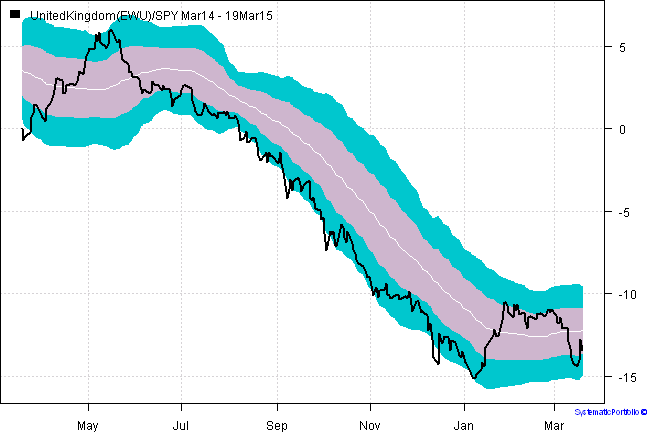 UnitedKingdom(EWU)/SPY Mar14 - 19Mar15
5
0
-5
-10
-15
May Jul Sep Nov Jan Mar
SystematicPortfolio ©